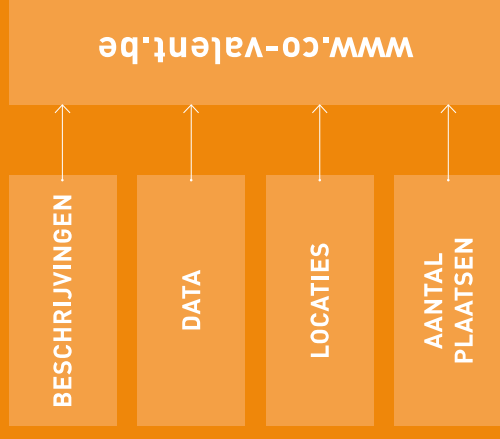 www.co-valent.be
BESCHRIJVINGEN
DATA
LOCATIES
AANTAL
PLAATSEN